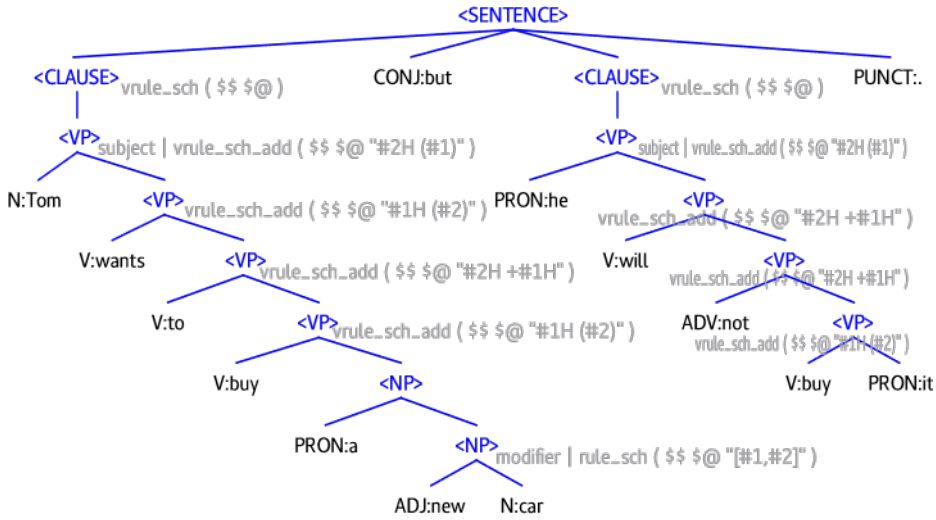 <SENTENCE>
<CLAUSE> vrule_sch ( $$ $@ ) CONJ:but <CLAUSE> vrule_sch ( $$ $@ ) PUNCT:.
<VP> subject | vrule_sch_add ( $$ $@ "#2H (#1)" ) <VP> subject | vrule_sch_add ( $$ $@ "#2H (#1)" )
N:Tom <VP> vrule_sch_add ( $$ $@ "#1H (#2)" ) PRON:he <VP> vrule_sch_add ( $$ $@ "#2H +#1H" )
V:wants <VP> vrule_sch_add ( $$ $@ "#2H +#1H" ) V:will <VP> vrule_sch_add ( $$ $@ "#2H +#1H" )
V:to <VP> vrule_sch_add ( $$ $@ "#1H (#2)" ) ADV:not <VP> vrule_sch_add ( $$ $@ "#1H (#2)" )
V:buy <NP> V:buy PRON:it
PRON:a <NP> modifier | rule_sch ( $$ $@ "[#1,#2]" )
ADJ:new N:car